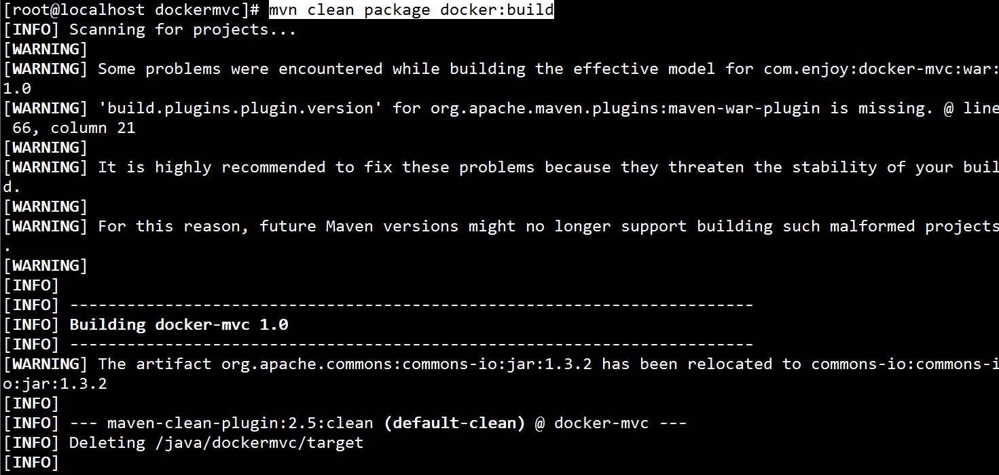 [root@localhost dockermvc]# mvn clean package docker:build
[INFO] Scanning for projects...
[WARNING]
[WARNING] Some problems were encountered while building the effective model for com.enjoy:docker-mvc:war:
1.0
[WARNING] 'build.plugins.plugin.version' for org.apache.maven.plugins:maven-war-plugin is missing. @ line
 66, column 21
[WARNING]
[WARNING] It is highly recommended to fix these problems because they threaten the stability of your buil
d.
[WARNING]
[WARNING] For this reason, future Maven versions might no longer support building such malformed projects
.
[WARNING]
[INFO]
[INFO] ------------------------------------------------------------------------
[INFO] Building docker-mvc 1.0
[INFO] ------------------------------------------------------------------------
[WARNING] The artifact org.apache.commons:commons-io:jar:1.3.2 has been relocated to commons-io:commons-i
o:jar:1.3.2
[INFO]
[INFO] --- maven-clean-plugin:2.5:clean (default-clean) @ docker-mvc ---
[INFO] Deleting /java/dockermvc/target
[INFO]